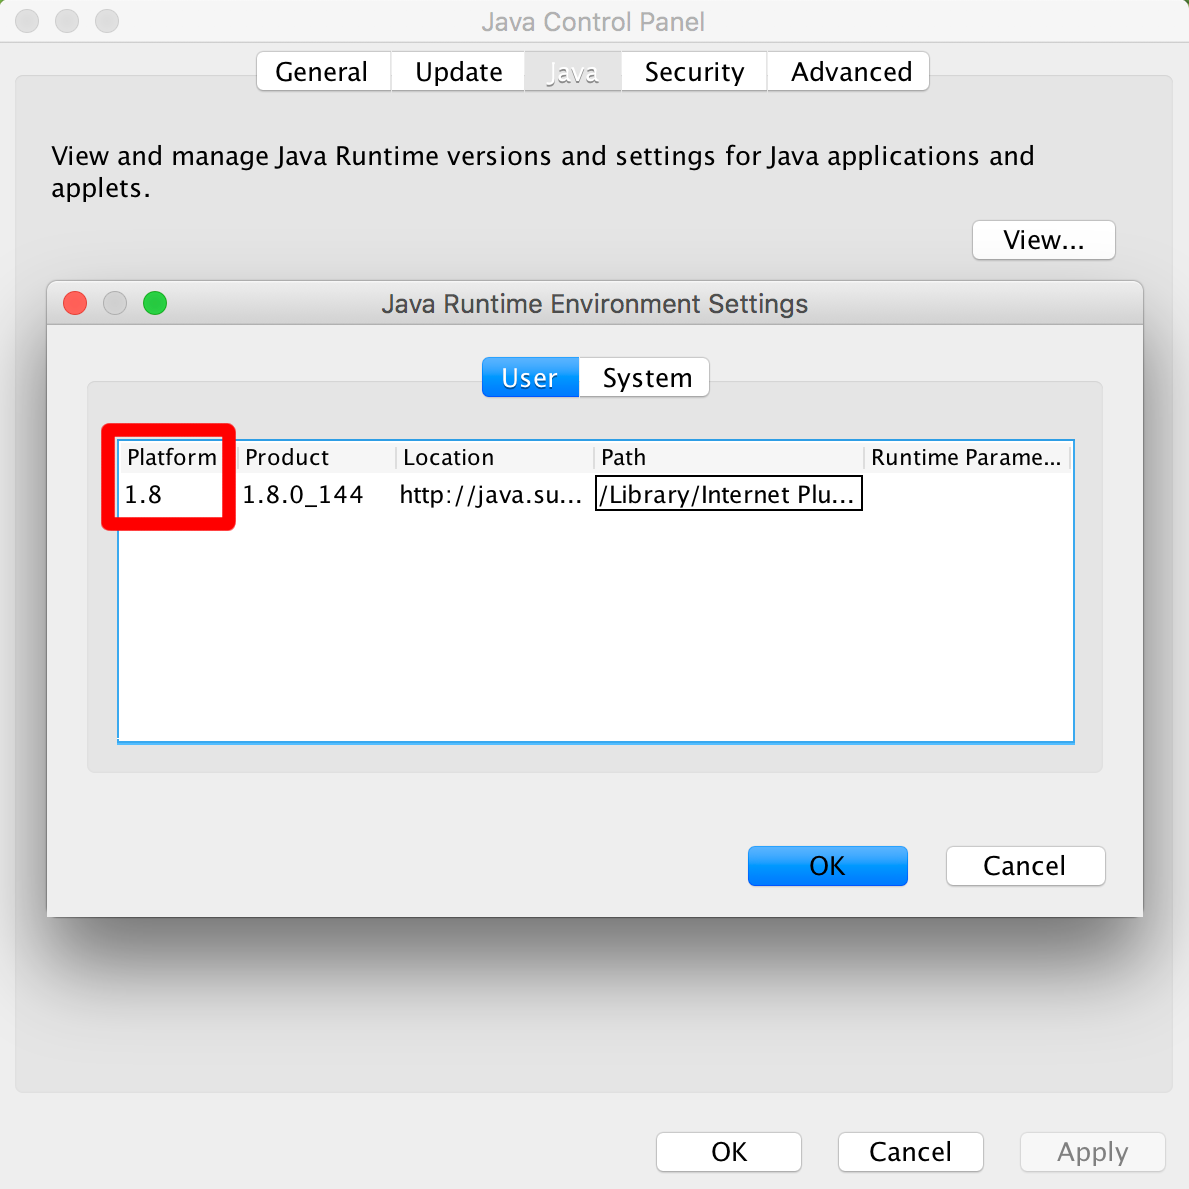 Java Control Panel
General Update Java Security Advanced
View and manage Java Runtime versions and settings for Java applications and
applets.
View...
Java Runtime Environment Settings
User System
Platform Product Location Path Runtime Parame...
1.8 1.8.0_144 http://java.su... /Library/Internet Plu...
OK Cancel
OK Cancel Apply